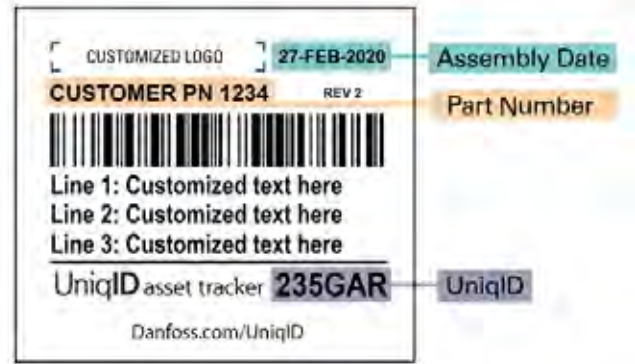 CUSTOMIZED LOGO 27-FEB-2020 Assembly Date
CUSTOMER PN 1234 REV 2 Part Number
Line 1: Customized text here
Line 2: Customized text here
Line 3: Customized text here
UniqID asset tracker 235GAR UniqID
Danfoss.com/UniqID